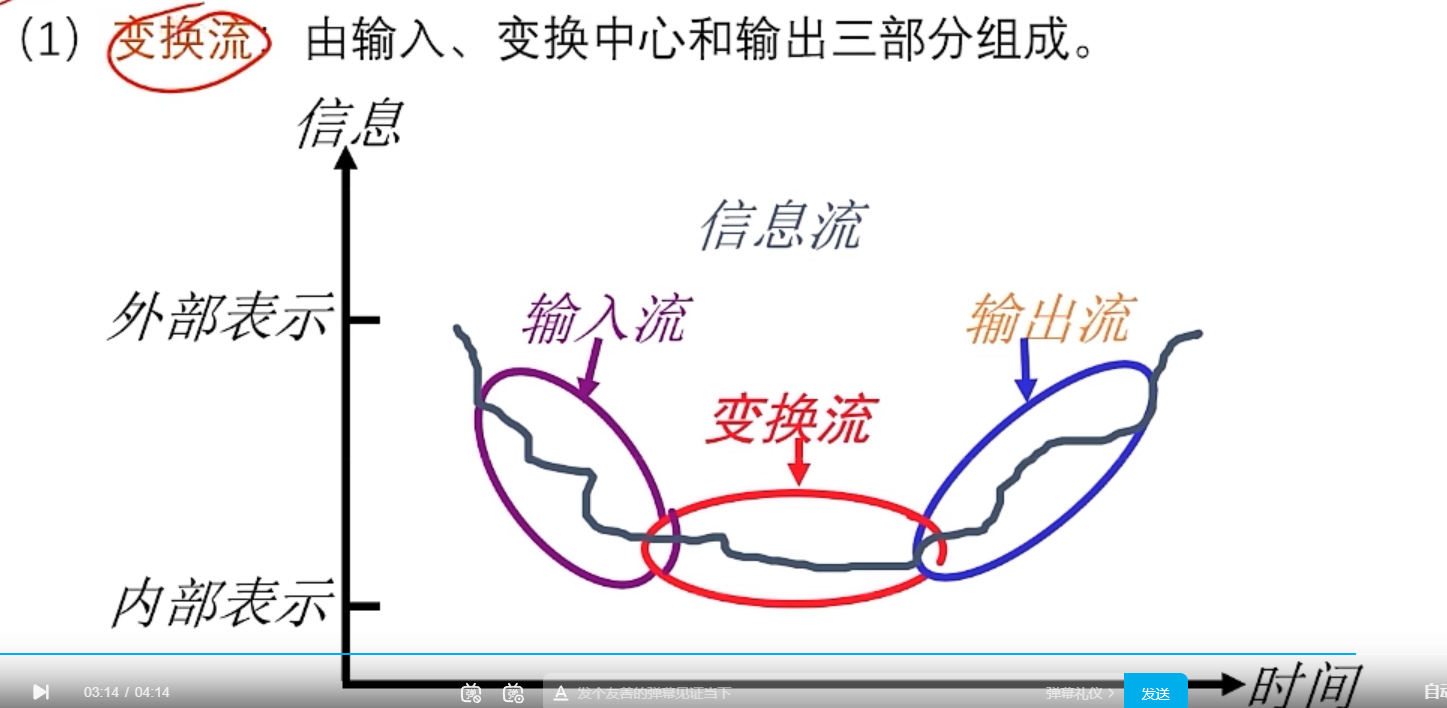 (1) 变换流: 由输入、变换中心和输出三部分组成。
信息
信息流
外部表示
输入流
输出流
变换流
内部表示
时间
03:14 / 04:14
发个友善的弹幕见证当下
弹幕礼仪 >
发送
自动